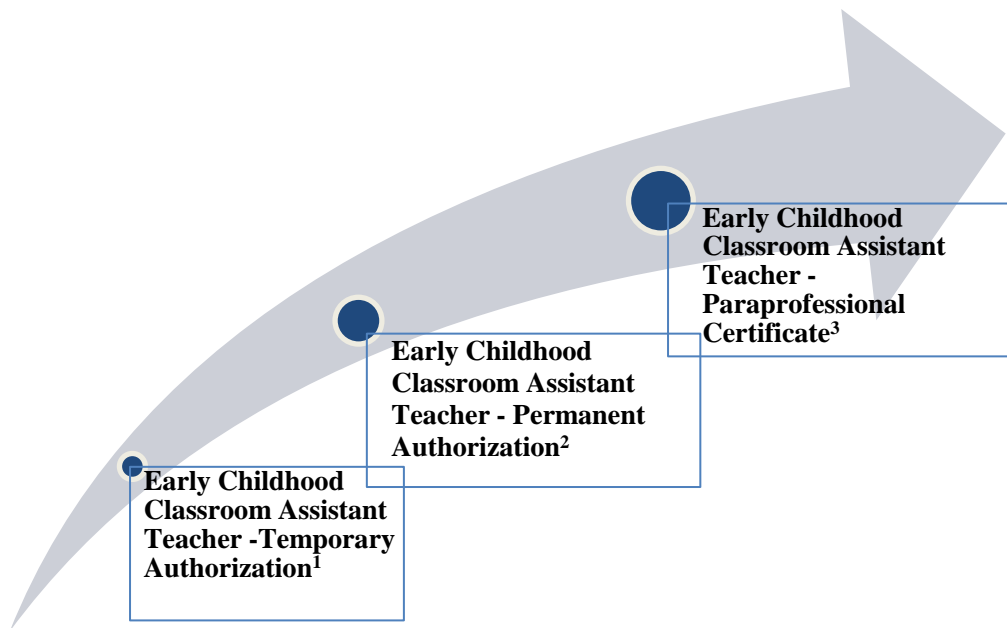 Early Childhood
Classroom Assistant
Teacher -
Paraprofessional
Certificate³
Early Childhood
Classroom Assistant
Teacher - Permanent
Authorization²
Early Childhood
Classroom Assistant
Teacher -Temporary
Authorization¹